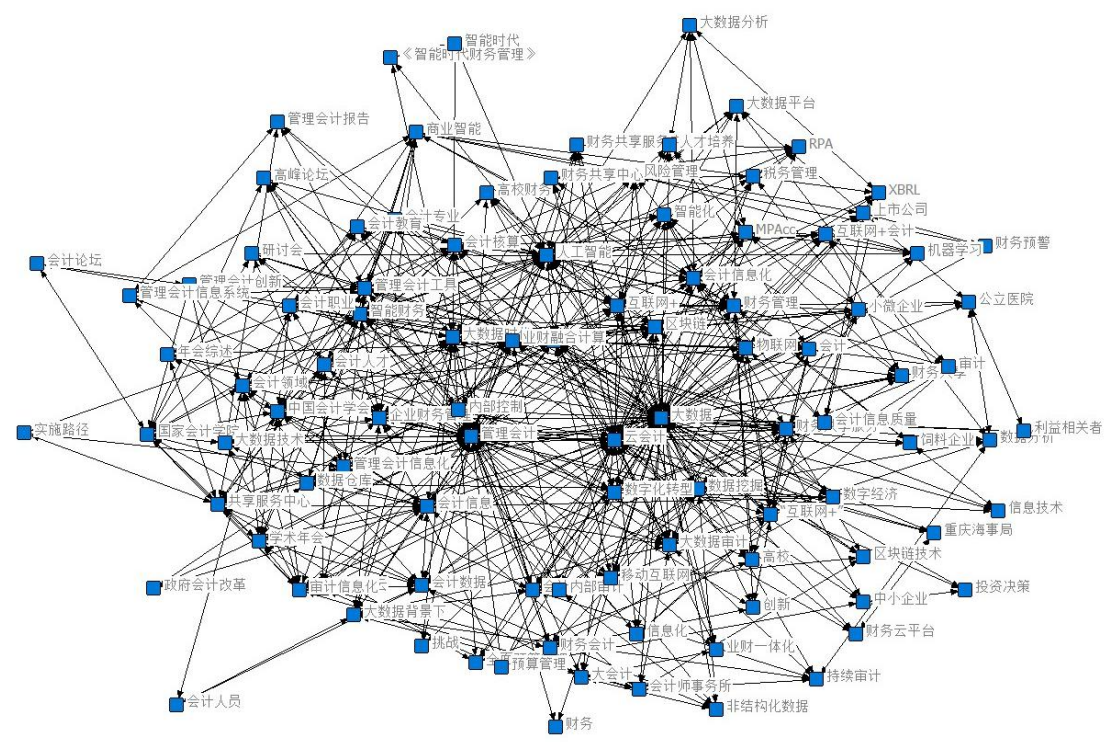 大数据分析
智能时代
《智能时代财务管理》
大数据平台
管理会计报告
商业智能
财务共享服务
人才培养
RPA
高峰论坛
高校财务
财务共享中心
风险管理
税务管理
XBRL
会计教育
会计专业
智能化
上市公司
MPAcc
互联网+会计
研讨会
会计核算
人工智能
机器学习
财务预警
会计论坛
管理会计创新
管理会计信息系统
管理会计工具
会计信息化
会计职业
智能财务
互联网+
财务管理
小微企业
公立医院
区块链
大数据时
业财融合
计算
物联网
会计
年会综述
会计人才
财务共享
审计
会计领域
中国会计学会
企业财务
内部控制
大数据
会计信息质量
实施路径
国家会计学院
大数据技术
管理会计
云会计
饲料企业
数据分析
利益相关者
管理会计信息化
数据仓库
数字化转型
数据挖掘
数字经济
共享服务中心
会计信息
“互联网+”
信息技术
学术年会
大数据审计
重庆海事局
高校
区块链技术
政府会计改革
审计信息化
会计数据
内部审计
移动互联网
投资决策
大数据背景下
创新
中小企业
挑战
预算管理
财务会计
信息化
业财一体化
财务云平台
大会计
会计师事务所
持续审计
会计人员
财务
非结构化数据